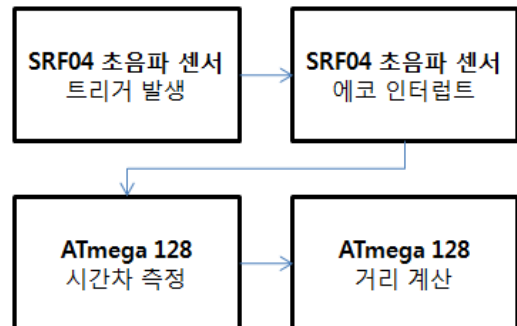 SRF04 초음파 센서
트리거 발생
SRF04 초음파 센서
에코 인터럽트
ATmega 128
시간차 측정
ATmega 128
거리 계산